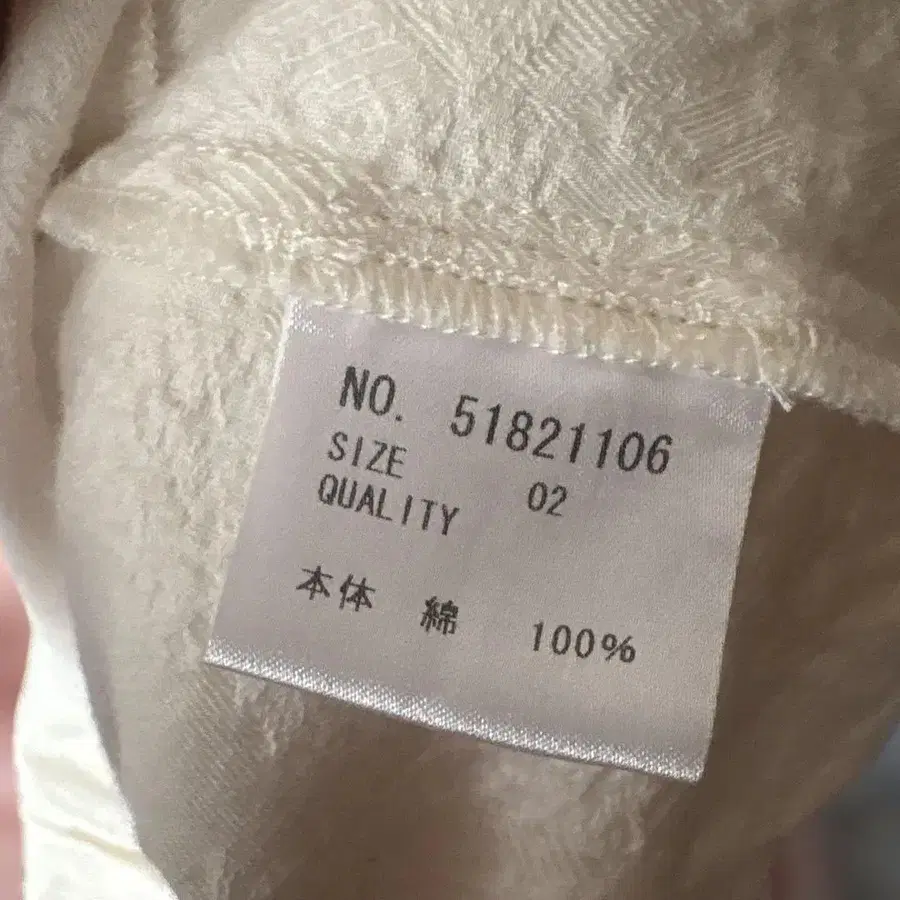 NO. 51821106
SIZE 02
QUALITY
本体 綿 100%